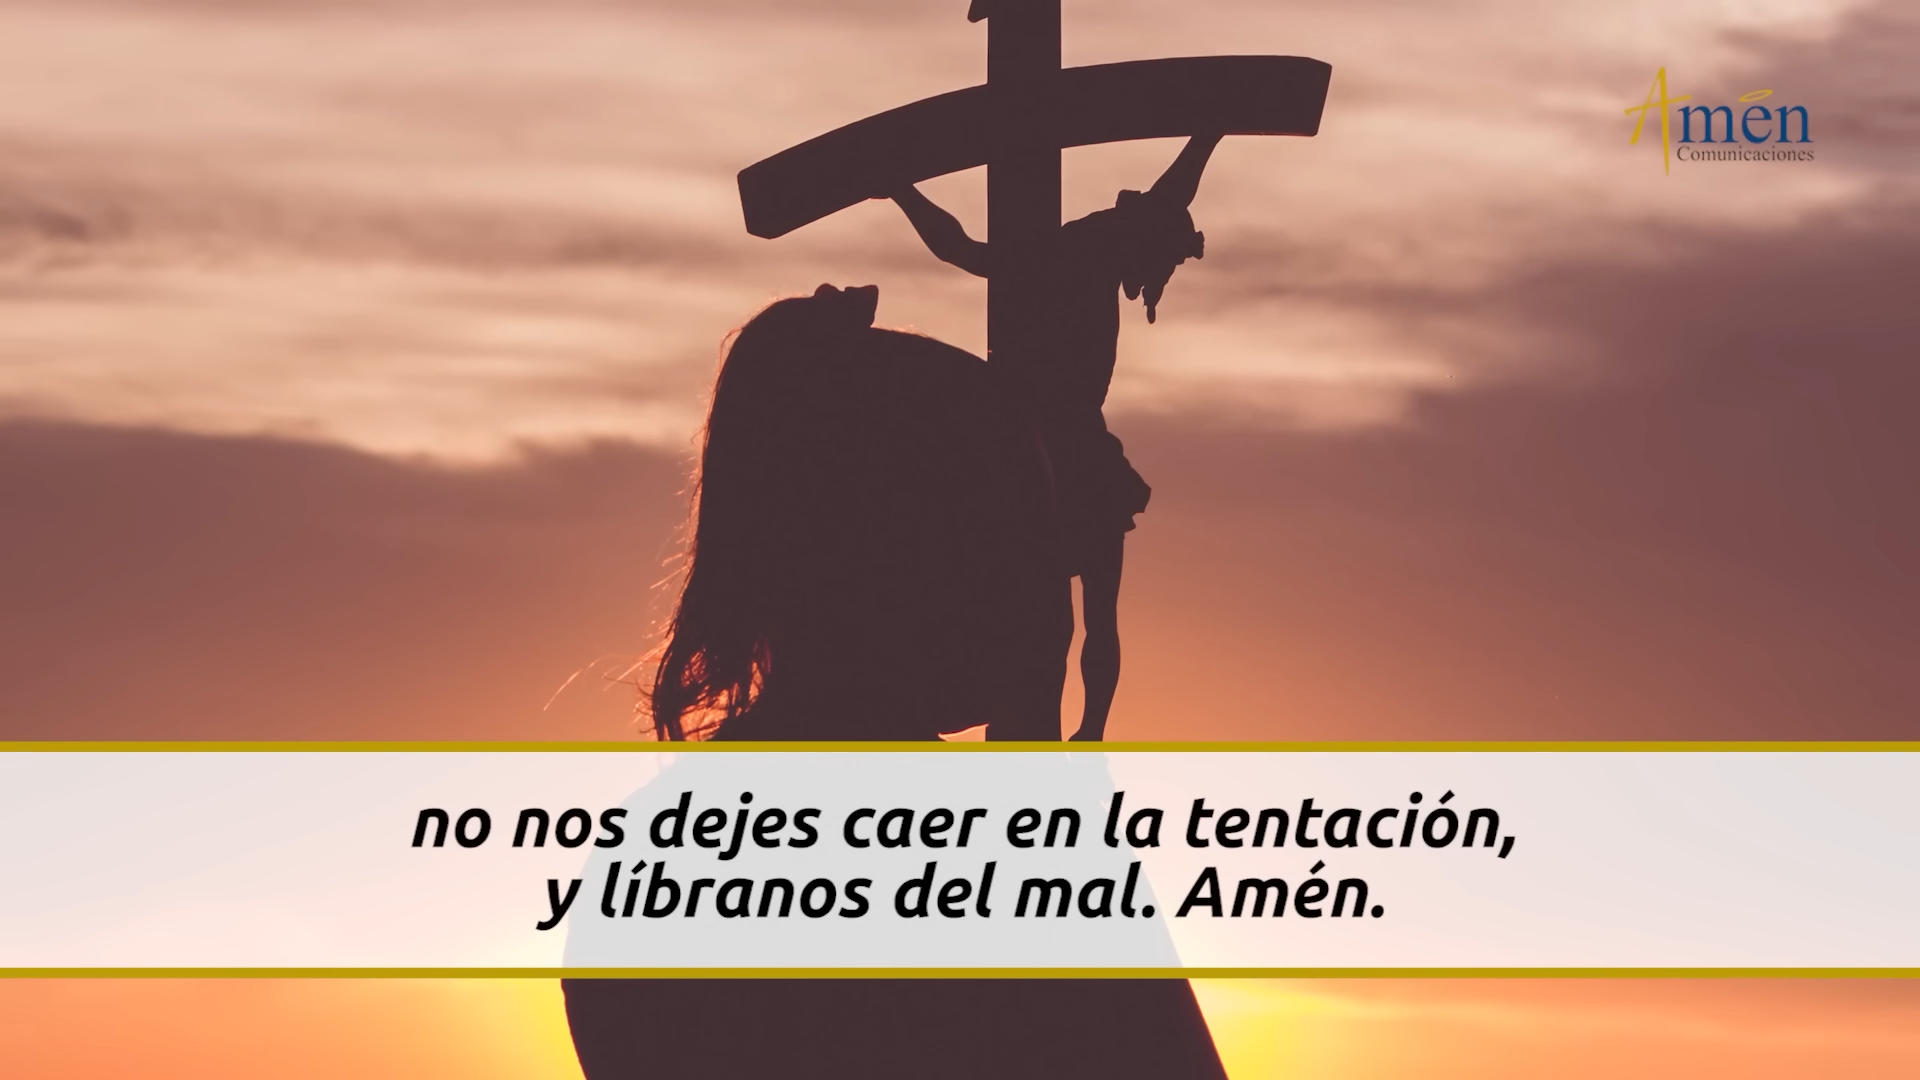 Amén
Comunicaciones
no nos dejes caer en la tentación,
y líbranos del mal. Amén.